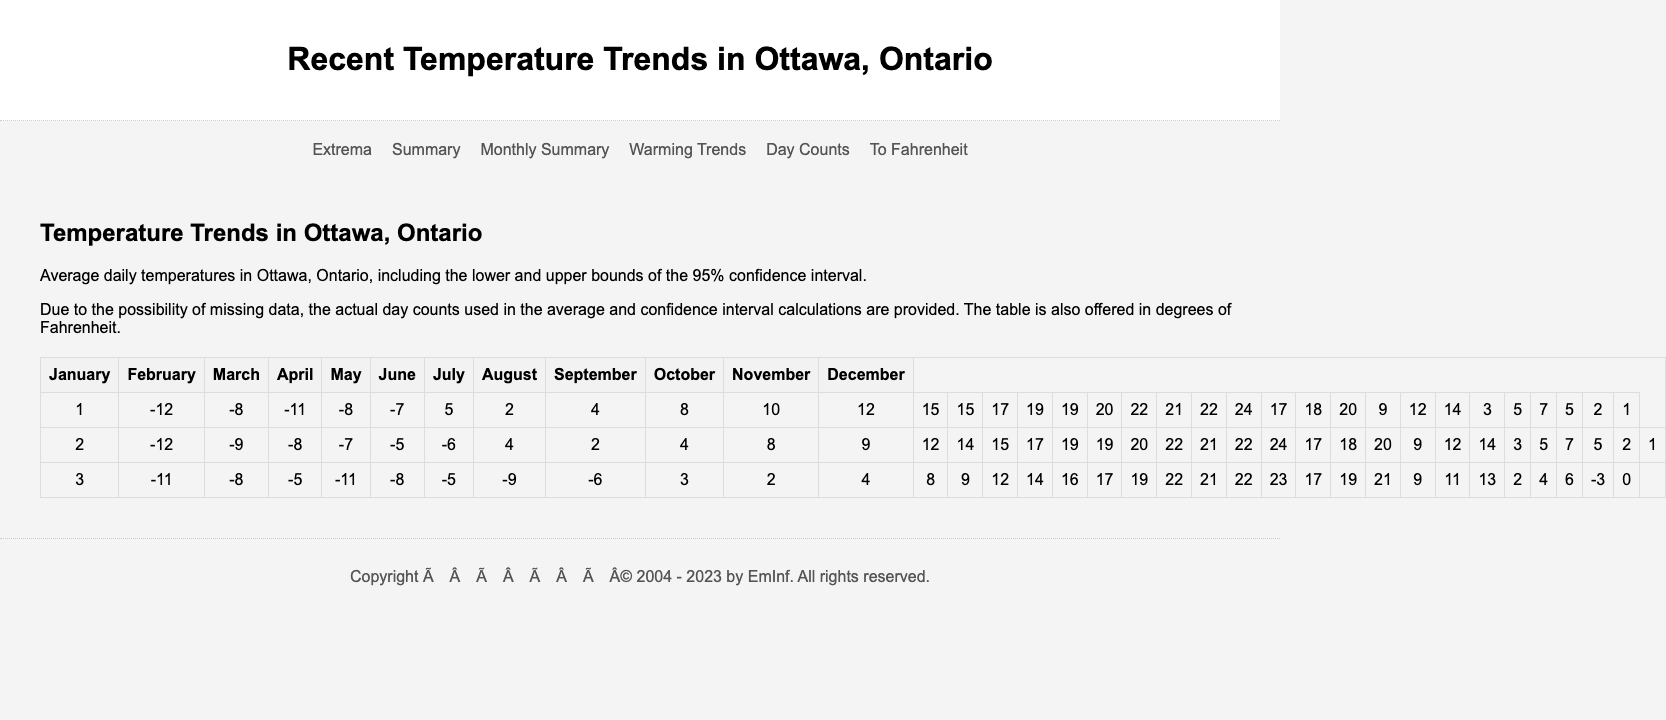 Recent Temperature Trends in Ottawa, Ontario
Extrema Summary Monthly Summary Warming Trends Day Counts To Fahrenheit
Temperature Trends in Ottawa, Ontario
Average daily temperatures in Ottawa, Ontario, including the lower and upper bounds of the 95% confidence interval.
Due to the possibility of missing data, the actual day counts used in the average and confidence interval calculations are provided. The table is also offered in degrees of
Fahrenheit.
January February March April May June July August September October November December
1 -12 -8 -11 -8 -7 5 2 4 8 10 12 15 15 17 19 19 20 22 21 22 24 17 18 20 9 12 14 3 5 7 5 2 1
2 -12 -9 -8 -7 -5 -6 4 2 4 8 9 12 14 15 17 19 19 20 22 21 22 24 17 18 20 9 12 14 3 5 7 5 2 1
3 -11 -8 -5 -11 -8 -5 -9 -6 3 2 4 8 9 12 14 16 17 19 22 21 22 23 17 19 21 9 11 13 2 4 6 -3 0
Copyright Ã Â Ã Â Ã Â Ã Â© 2004 - 2023 by EmInf. All rights reserved.